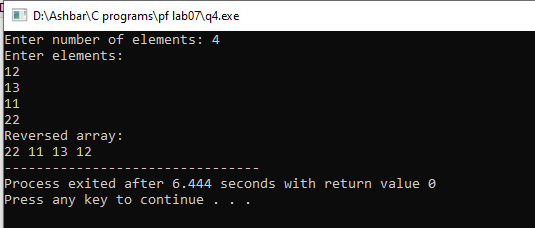 D:\Ashbar\C programs\pf lab07\q4.exe
Enter number of elements: 4
Enter elements:
12
13
11
22
Reversed array:
22 11 13 12
--------------------------------
Process exited after 6.444 seconds with return value 0
Press any key to continue . . .